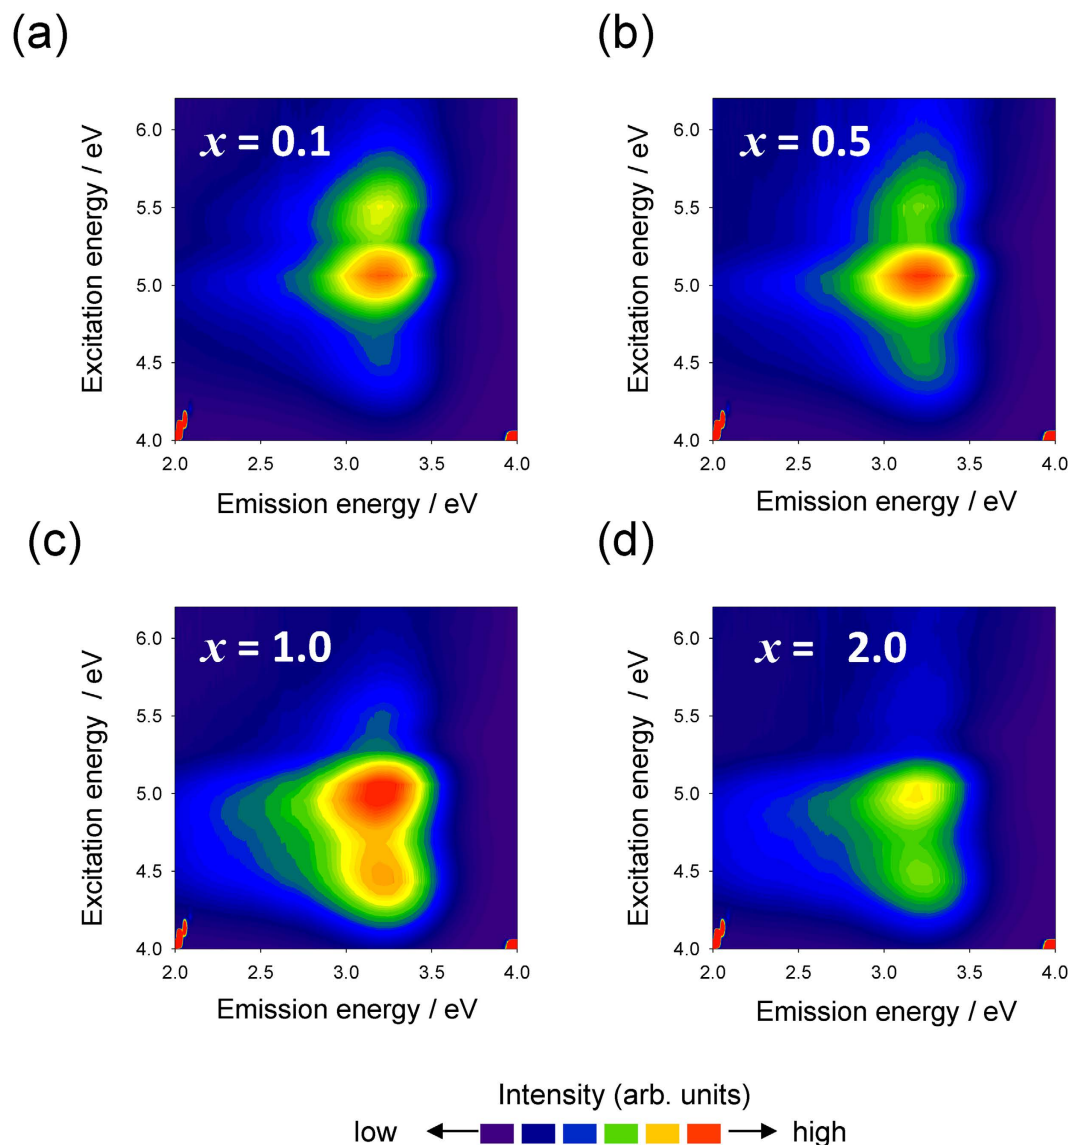 (a)
x = 0.1
Excitation energy / eV
6.0
5.5
5.0
4.5
4.0
2.0 2.5 3.0 3.5 4.0
Emission energy / eV
(b)
x = 0.5
Excitation energy / eV
6.0
5.5
5.0
4.5
4.0
2.0 2.5 3.0 3.5 4.0
Emission energy / eV
(c)
x = 1.0
Excitation energy / eV
6.0
5.5
5.0
4.5
4.0
2.0 2.5 3.0 3.5 4.0
Emission energy / eV
(d)
x = 2.0
Excitation energy / eV
6.0
5.5
5.0
4.5
4.0
2.0 2.5 3.0 3.5 4.0
Emission energy / eV
Intensity (arb. units)
low high